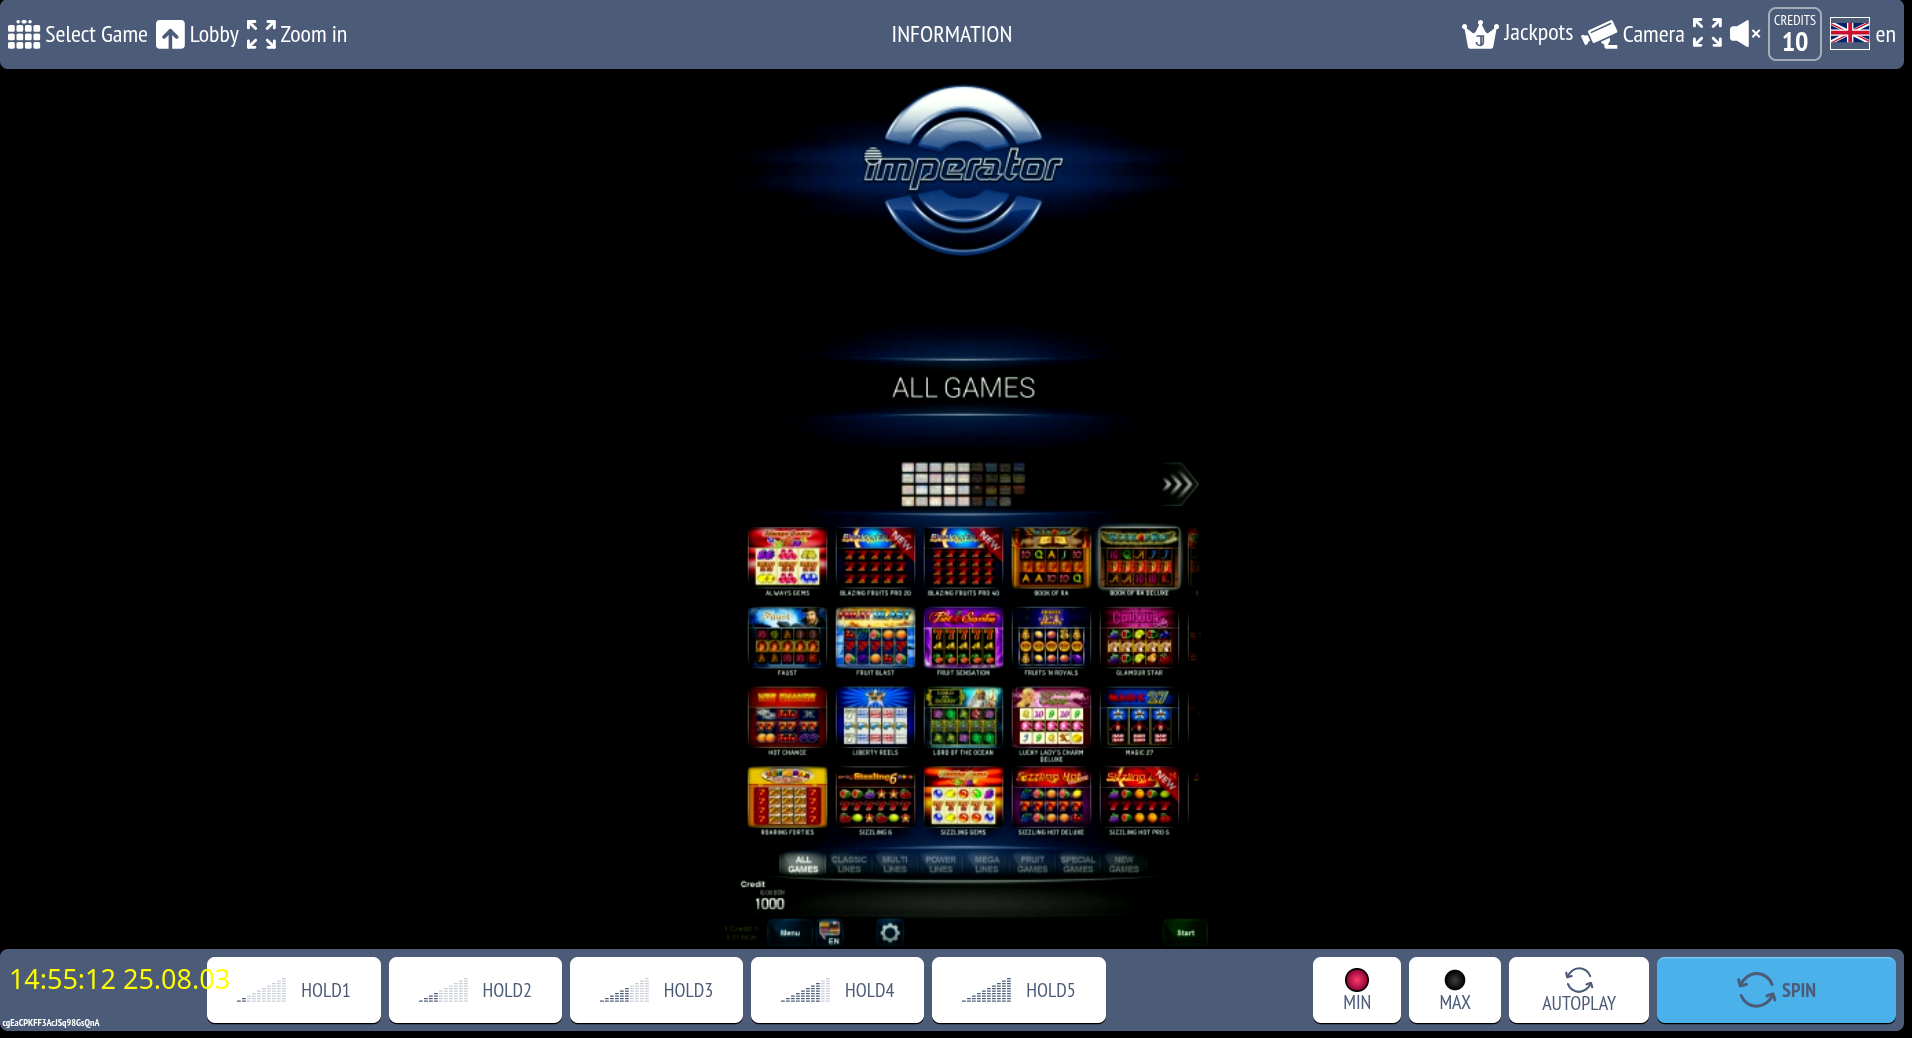 Select Game Lobby Zoom in INFORMATION Jackpots Camera CREDITS 10 en
imperator
ALL GAMES
ALWAYS GEMS BLAZING FRUITS PRO 20 BLAZING FRUITS PRO 40 BOOK OF RA BOOK OF RA DELUXE
FAUST FRUIT BLAST FRUIT SENSATION FRUITS'N ROYALS GLAMOUR STAR
HOT CHANCE LIBERTY REELS LORD OF THE OCEAN LUCKY LADY'S CHARM DELUXE MAGIC 27
ROARING FORTIES SIZZLING 6 SIZZLING GEMS SIZZLING HOT DELUXE SIZZLING HOT PRO 5
ALL GAMES CLASSIC LINES MULTI LINES POWER LINES MEGA LINES FRUIT GAMES SPECIAL GAMES NEW GAMES
Credit
1000
Menu EN Start
14:55:12 25.08.03 HOLD1 HOLD2 HOLD3 HOLD4 HOLD5 MIN MAX AUTOPLAY SPIN
cgEaCPKFF3AcJSq98GsQnA